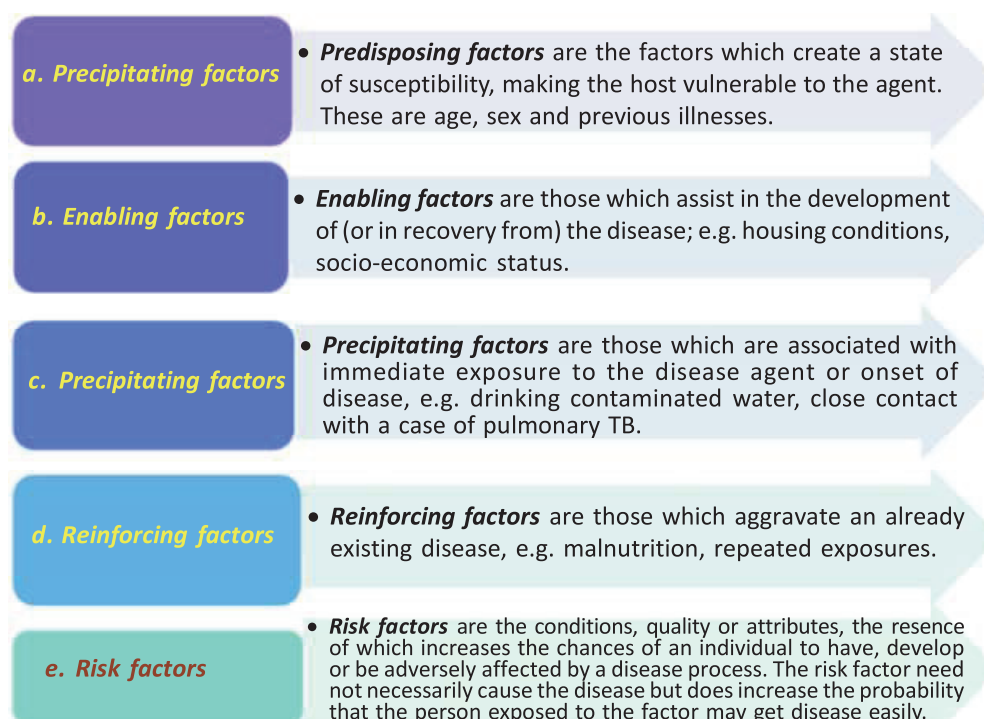 a. Precipitating factors
• Predisposing factors are the factors which create a state
of susceptibility, making the host vulnerable to the agent.
These are age, sex and previous illnesses.
b. Enabling factors
• Enabling factors are those which assist in the development
of (or in recovery from) the disease; e.g. housing conditions,
socio-economic status.
c. Precipitating factors
• Precipitating factors are those which are associated with
immediate exposure to the disease agent or onset of
disease, e.g. drinking contaminated water, close contact
with a case of pulmonary TB.
d. Reinforcing factors
• Reinforcing factors are those which aggravate an already
existing disease, e.g. malnutrition, repeated exposures.
e. Risk factors
• Risk factors are the conditions, quality or attributes, the resence
of which increases the chances of an individual to have, develop
or be adversely affected by a disease process. The risk factor need
not necessarily cause the disease but does increase the probability
that the person exposed to the factor may get disease easily.